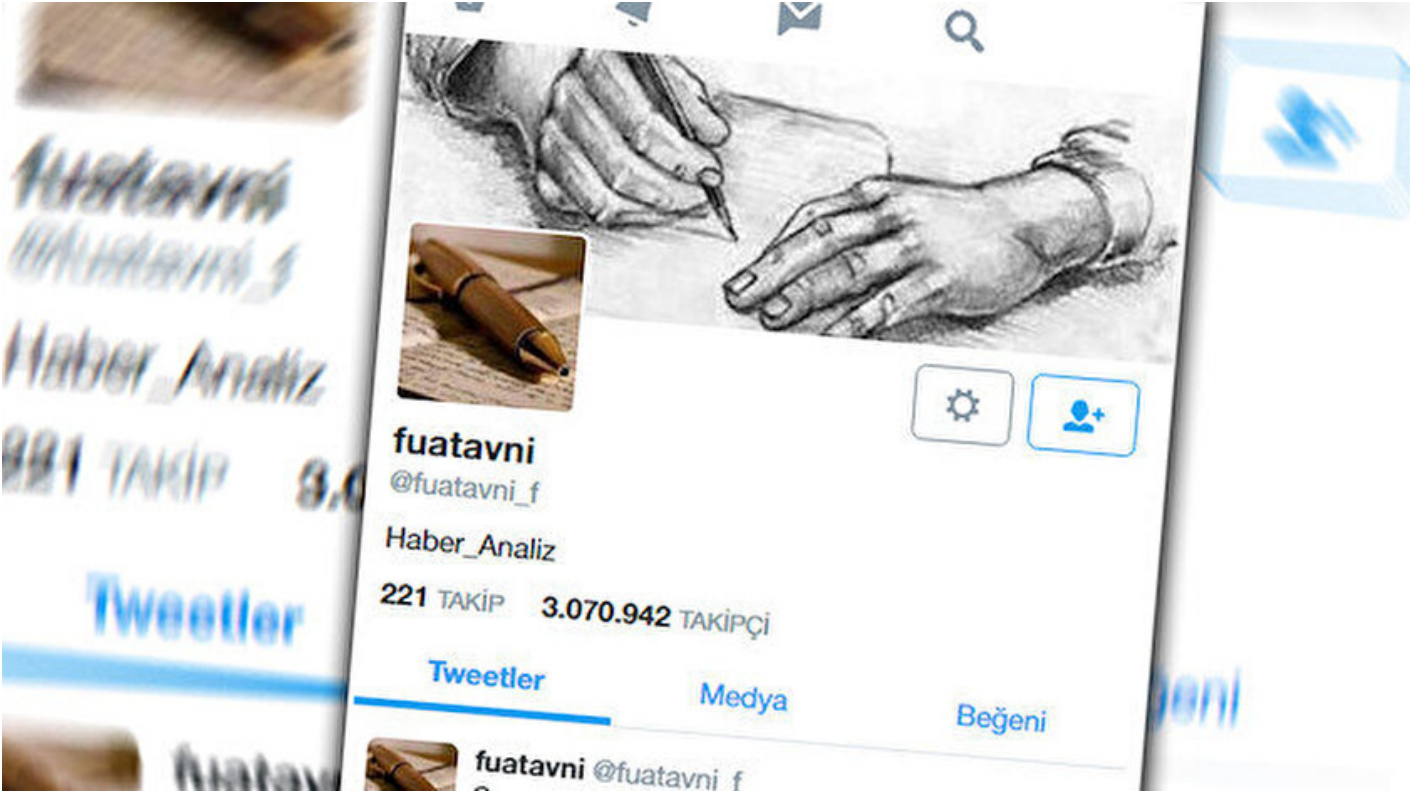 fuatavni
@fuatavni_f
Haber_Analiz
221 TAKİP 3.070.942 TAKİPÇİ
Tweetler Medya Beğeni
fuatavni @fuatavni_f
fuatavni
@fuatavni_f
Haber_Analiz
221 TAKİP
Tweetler